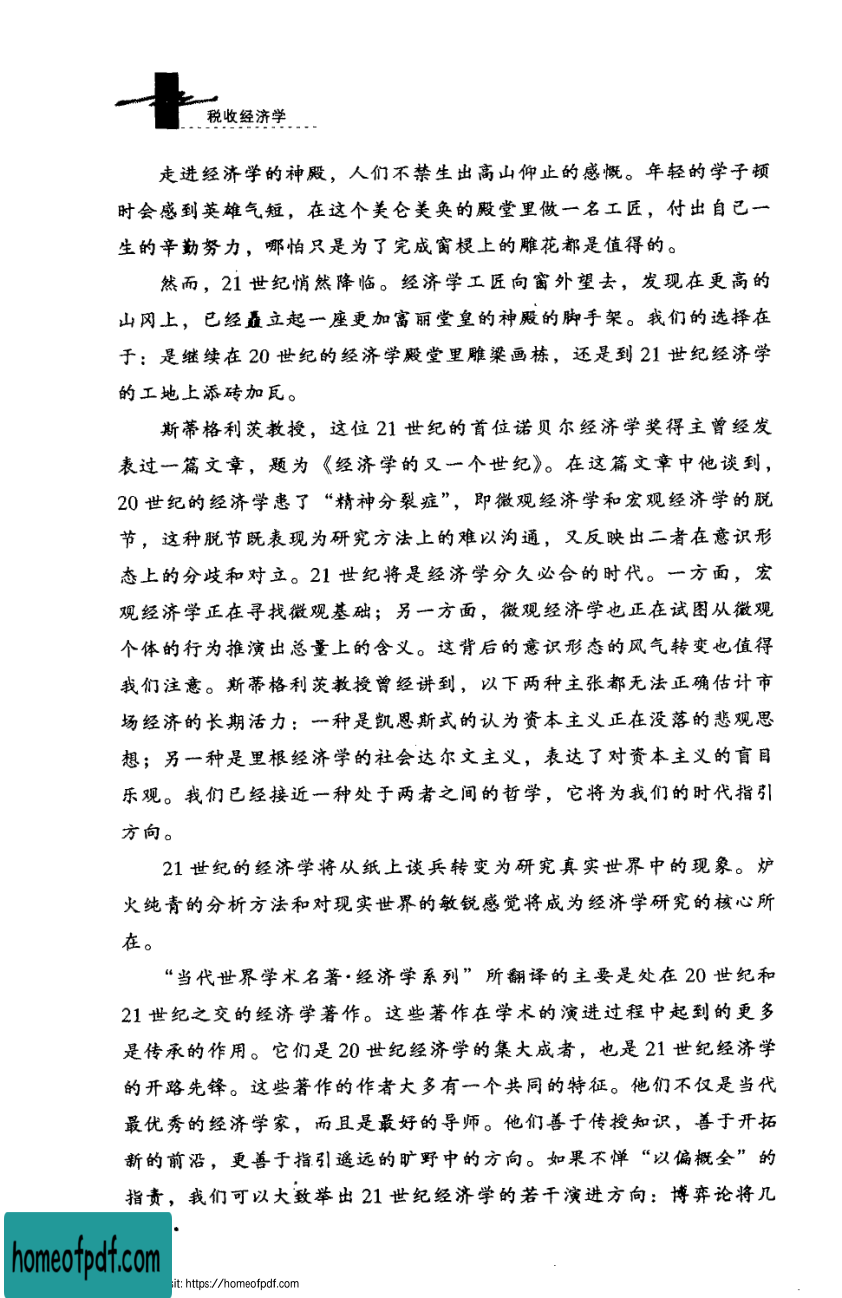 税收经济学
走进经济学的神殿，人们不禁生出高山仰止的感慨。年轻的学子顿
时会感到英雄气短，在这个美仑美奂的殿堂里做一名工匠，付出自己一
生的辛勤努力，哪怕只是为了完成窗棂上的雕花都是值得的。
然而，21 世纪悄然降临。经济学工匠向窗外望去，发现在更高的
山冈上，已经矗立起一座更加富丽堂皇的神殿的脚手架。我们的选择在
于：是继续在 20 世纪的经济学殿堂里雕梁画栋，还是到 21 世纪经济学
的工地上添砖加瓦。
斯蒂格利茨教授，这位 21 世纪的首位诺贝尔经济学奖得主曾经发
表过一篇文章，题为《经济学的又一个世纪》。在这篇文章中他谈到，
20 世纪的经济学患了“精神分裂症”，即微观经济学和宏观经济学的脱
节，这种脱节既表现为研究方法上的难以沟通，又反映出二者在意识形
态上的分歧和对立。21 世纪将是经济学分久必合的时代。一方面，宏
观经济学正在寻找微观基础；另一方面，微观经济学也正在试图从微观
个体的行为推演出总量上的含义。这背后的意识形态的风气转变也值得
我们注意。斯蒂格利茨教授曾经讲到，以下两种主张都无法正确估计市
场经济的长期活力：一种是凯恩斯式的认为资本主义正在没落的悲观思
想；另一种是里根经济学的社会达尔文主义，表达了对资本主义的盲目
乐观。我们已经接近一种处于两者之间的哲学，它将为我们的时代指引
方向。
21 世纪的经济学将从纸上谈兵转变为研究真实世界中的现象。炉
火纯青的分析方法和对现实世界的敏锐感觉将成为经济学研究的核心所
在。
“当代世界学术名著·经济学系列”所翻译的主要是处在 20 世纪和
21 世纪之交的经济学著作。这些著作在学术的演进过程中起到的更多
是传承的作用。它们是 20 世纪经济学的集大成者，也是 21 世纪经济学
的开路先锋。这些著作的作者大多有一个共同的特征。他们不仅是当代
最优秀的经济学家，而且是最好的导师。他们善于传授知识，善于开拓
新的前沿，更善于指引遥远的旷野中的方向。如果不惮“以偏概全”的
指责，我们可以大致举出 21 世纪经济学的若干演进方向：博弈论将几
homeofpdf.com
sit: https://homeofpdf.com